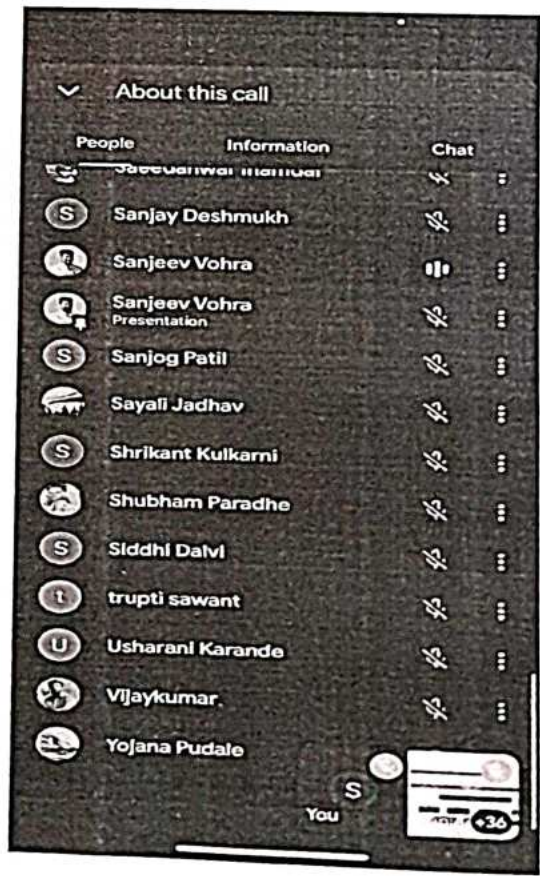 About this call
People Information Chat
Sanjay Deshmukh
Sanjeev Vohra
Sanjeev Vohra
Presentation
Sanjog Patil
Sayali Jadhav
Shrikant Kulkarni
Shubham Paradhe
Siddhi Dalvi
trupti sawant
Usharani Karande
Vijaykumar.
Yojana Pudale
S
S
S
S
t
U
S
You
+36